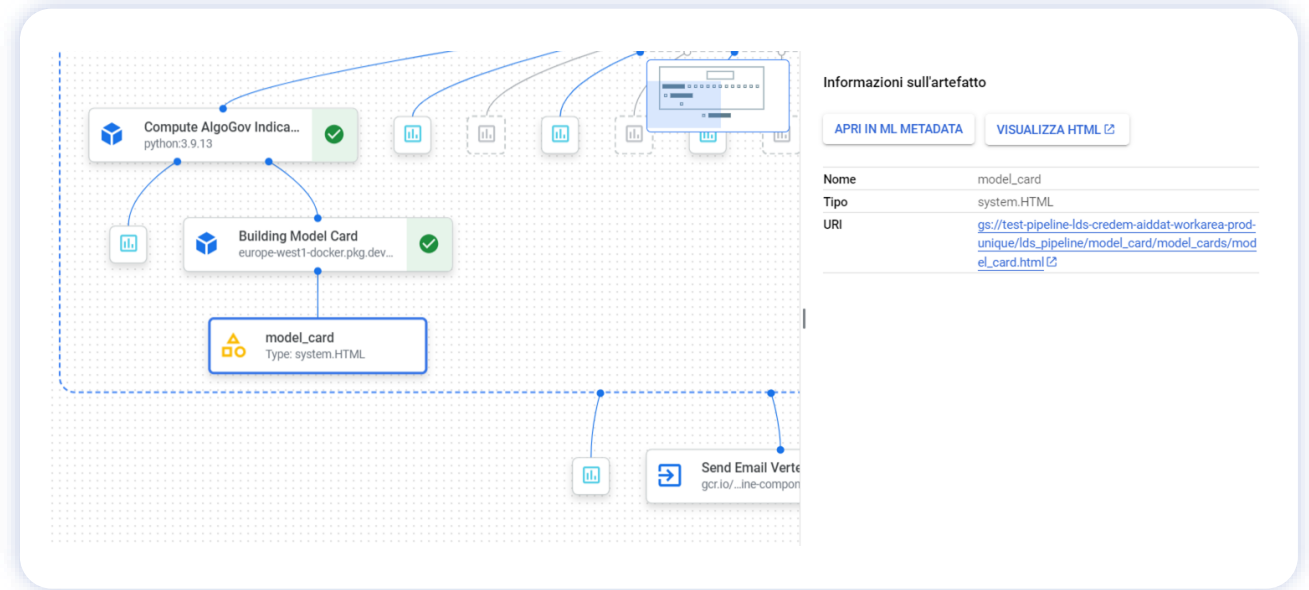 Compute AlgoGov Indica...
python:3.9.13
Building Model Card
europe-west1-docker.pkg.dev...
model_card
Type: system.HTML
Send Email Verte
gcr.io/...ine-compon
Informazioni sull'artefatto
APRI IN ML METADATA
VISUALIZZA HTML
Nome model_card
Tipo system.HTML
URI gs://test-pipeline-lds-credem-aiddat-workarea-prod-
unique/lds_pipeline/model_card/model_cards/mod
el_card.html